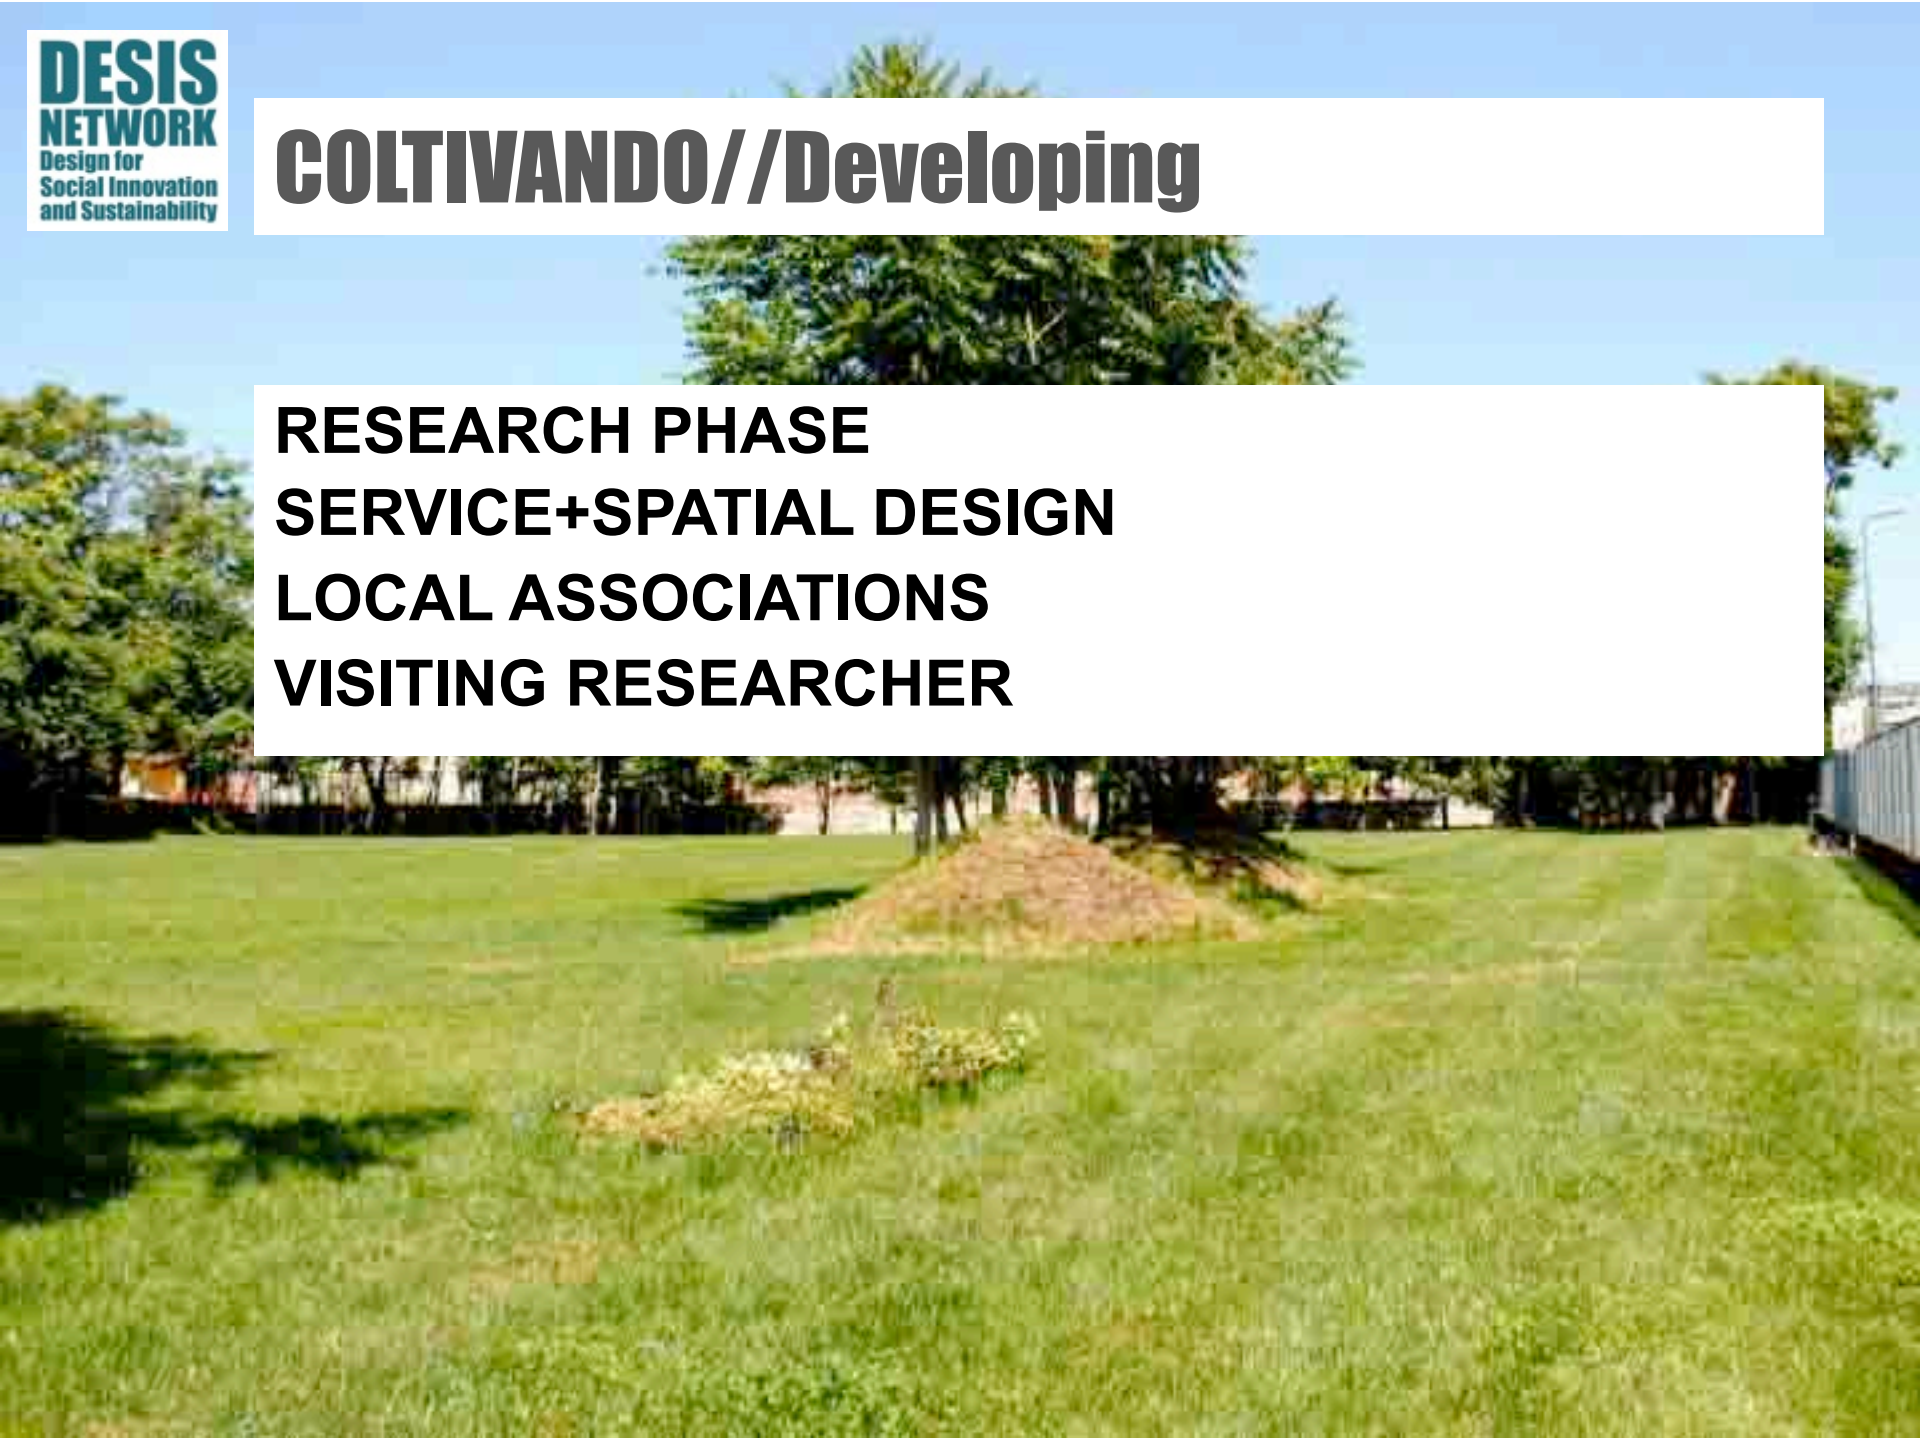 DESIS
NETWORK
Design for
Social Innovation
and Sustainability
COLTIVANDO//Developing
RESEARCH PHASE
SERVICE+SPATIAL DESIGN
LOCAL ASSOCIATIONS
VISITING RESEARCHER